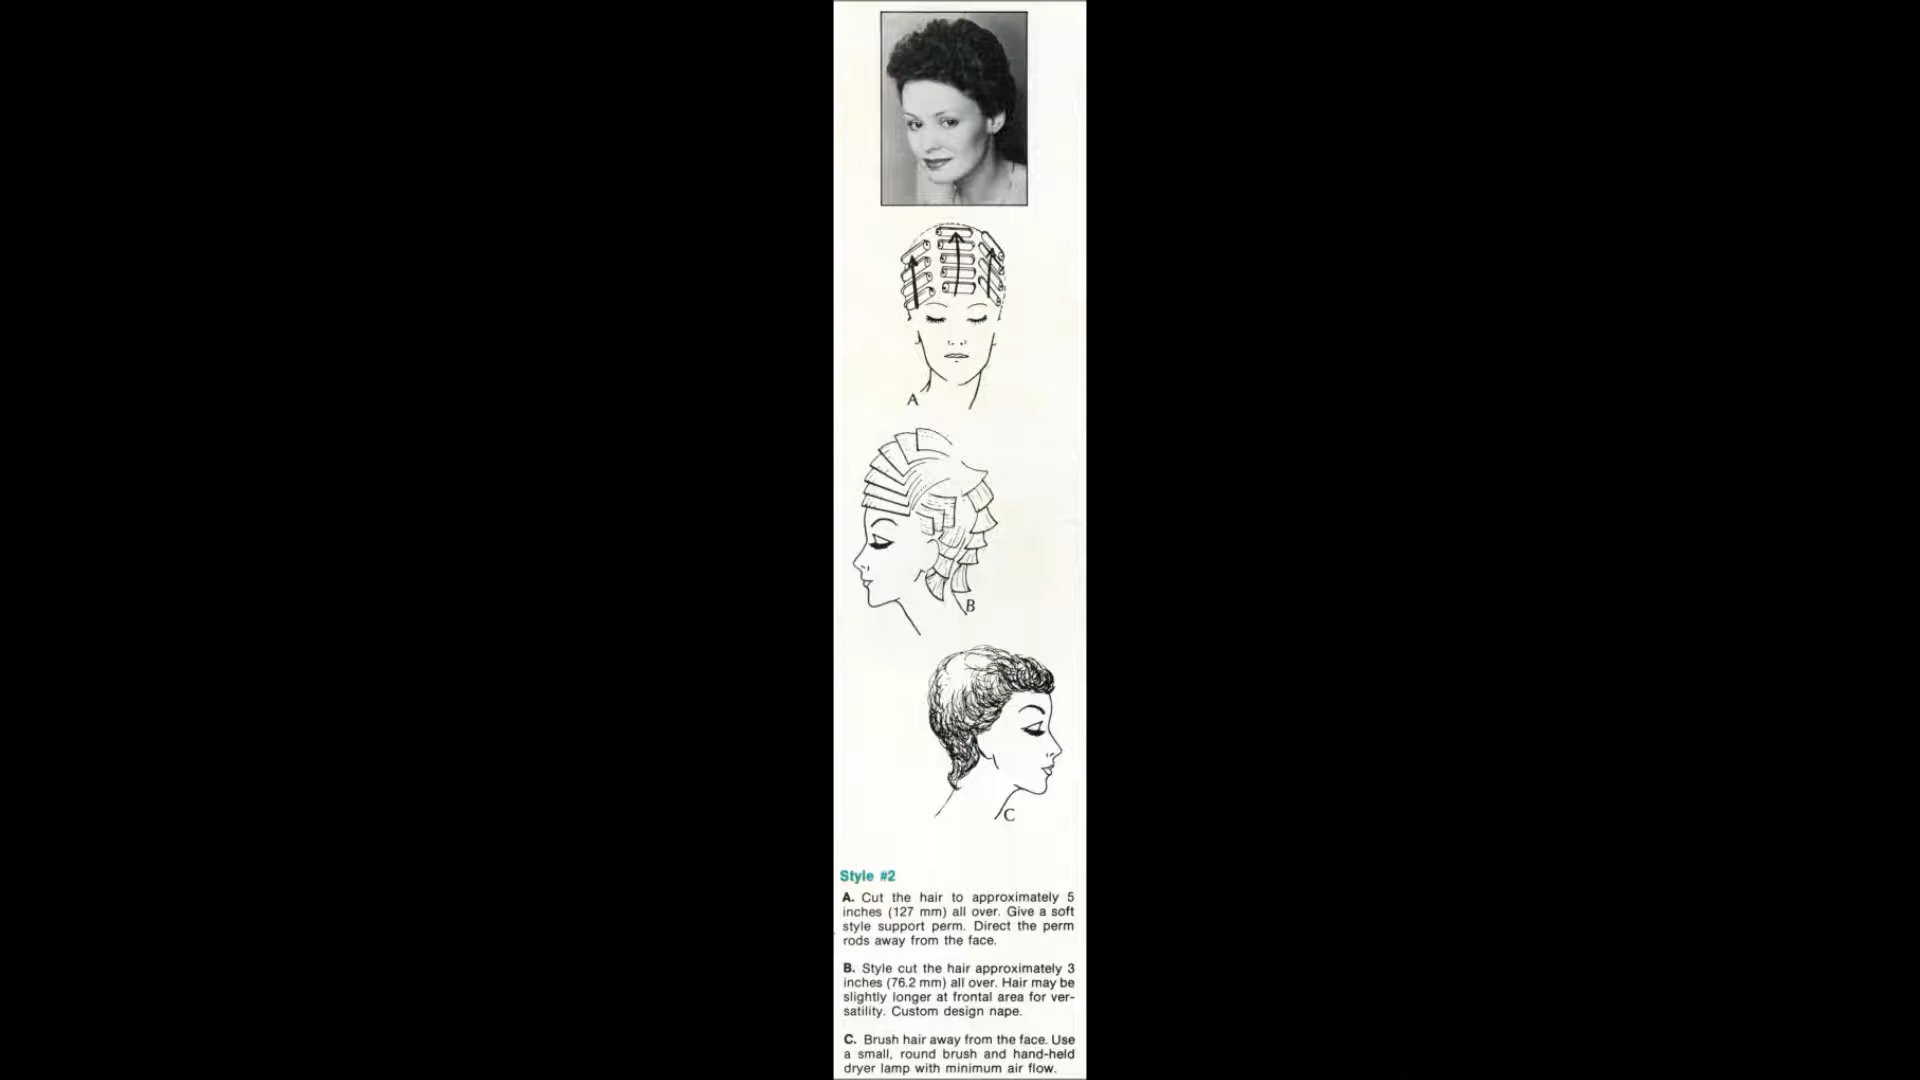 A
B
C
Style #2
A. Cut the hair to approximately 5
inches (127 mm) all over. Give a soft
style support perm. Direct the perm
rods away from the face.
B. Style cut the hair approximately 3
inches (76.2 mm) all over. Hair may be
slightly longer at frontal area for ver-
satility. Custom design nape.
C. Brush hair away from the face. Use
a small, round brush and hand-held
dryer lamp with minimum air flow.